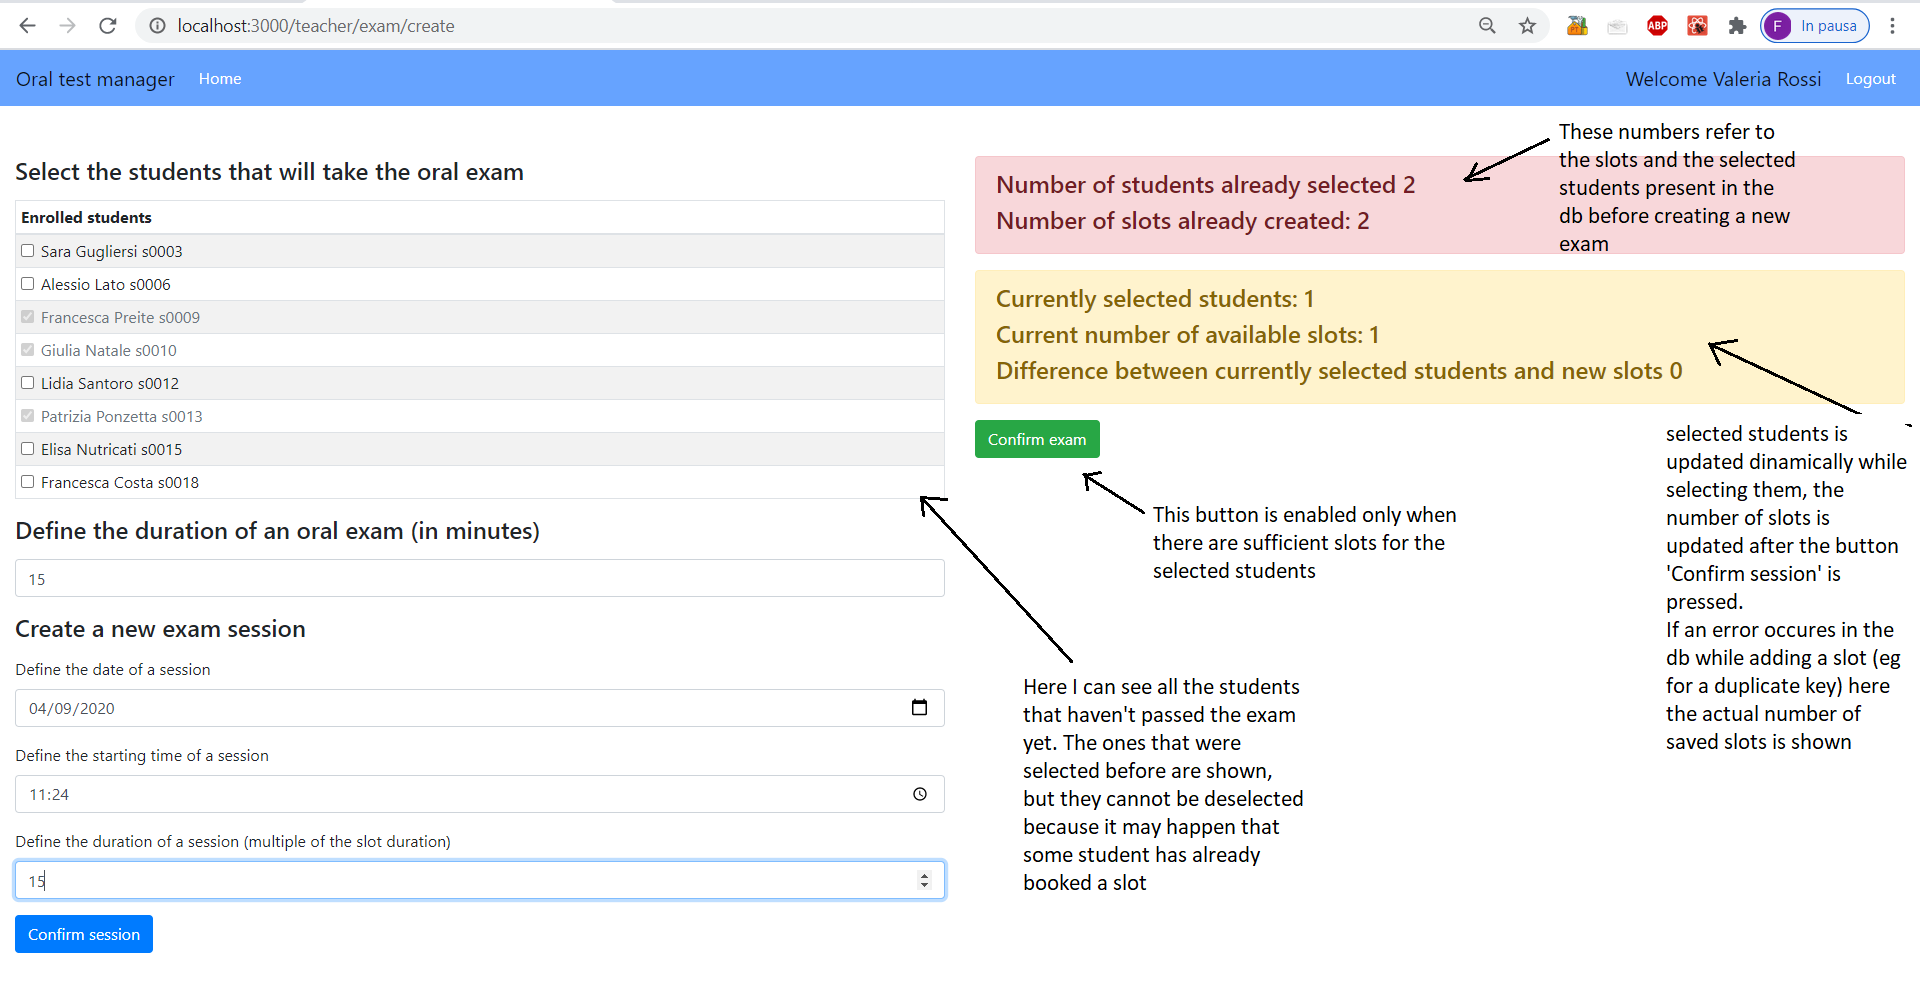 localhost:3000/teacher/exam/create
ABP
F
In pausa
Oral test manager
Home
Welcome Valeria Rossi
Logout
Select the students that will take the oral exam
Enrolled students
Sara Gugliersi s0003
Alessio Lato s0006
Francesca Preite s0009
Giulia Natale s0010
Lidia Santoro s0012
Patrizia Ponzetta s0013
Elisa Nutricati s0015
Francesca Costa s0018
Define the duration of an oral exam (in minutes)
15
Create a new exam session
Define the date of a session
04/09/2020
Define the starting time of a session
11:24
Define the duration of a session (multiple of the slot duration)
15
Confirm session
Number of students already selected 2
Number of slots already created: 2
These numbers refer to
the slots and the selected
students present in the
db before creating a new
exam
Currently selected students: 1
Current number of available slots: 1
Difference between currently selected students and new slots 0
Confirm exam
This button is enabled only when
there are sufficient slots for the
selected students
selected students is
updated dinamically while
selecting them, the
number of slots is
updated after the button
'Confirm session' is
pressed.
If an error occures in the
db while adding a slot (eg
for a duplicate key) here
the actual number of
saved slots is shown
Here I can see all the students
that haven't passed the exam
yet. The ones that were
selected before are shown,
but they cannot be deselected
because it may happen that
some student has already
booked a slot